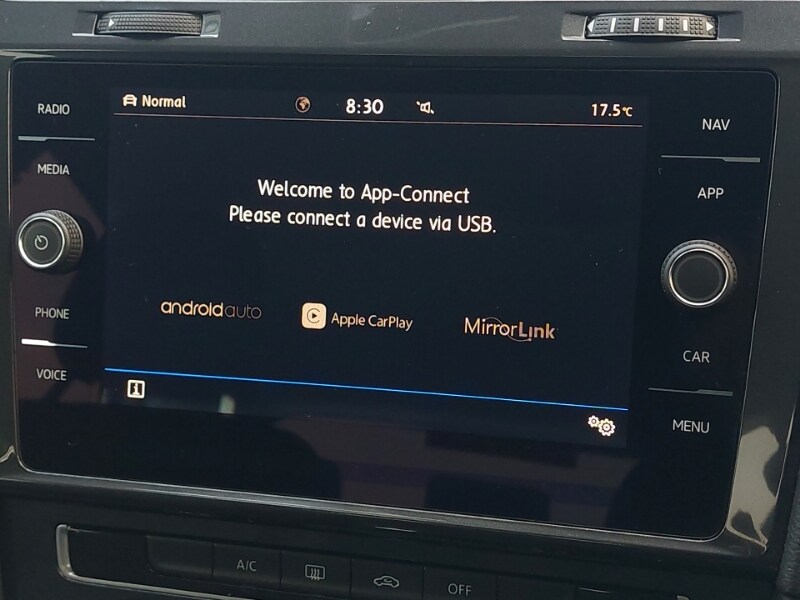 RADIO
MEDIA
PHONE
VOICE
Normal 8:30 17.5°C
Welcome to App-Connect
Please connect a device via USB.
androidauto Apple CarPlay MirrorLink
i
NAV
APP
CAR
MENU
A/C
OFF